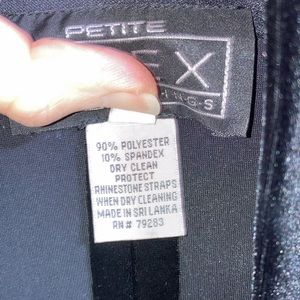 PETITE
EX
N-G-S
90% POLYESTER
10% SPANDEX
DRY CLEAN
PROTECT
RHINESTONE STRAPS
WHEN DRY CLEANING
MADE IN SRI LANKA
RN# 79283